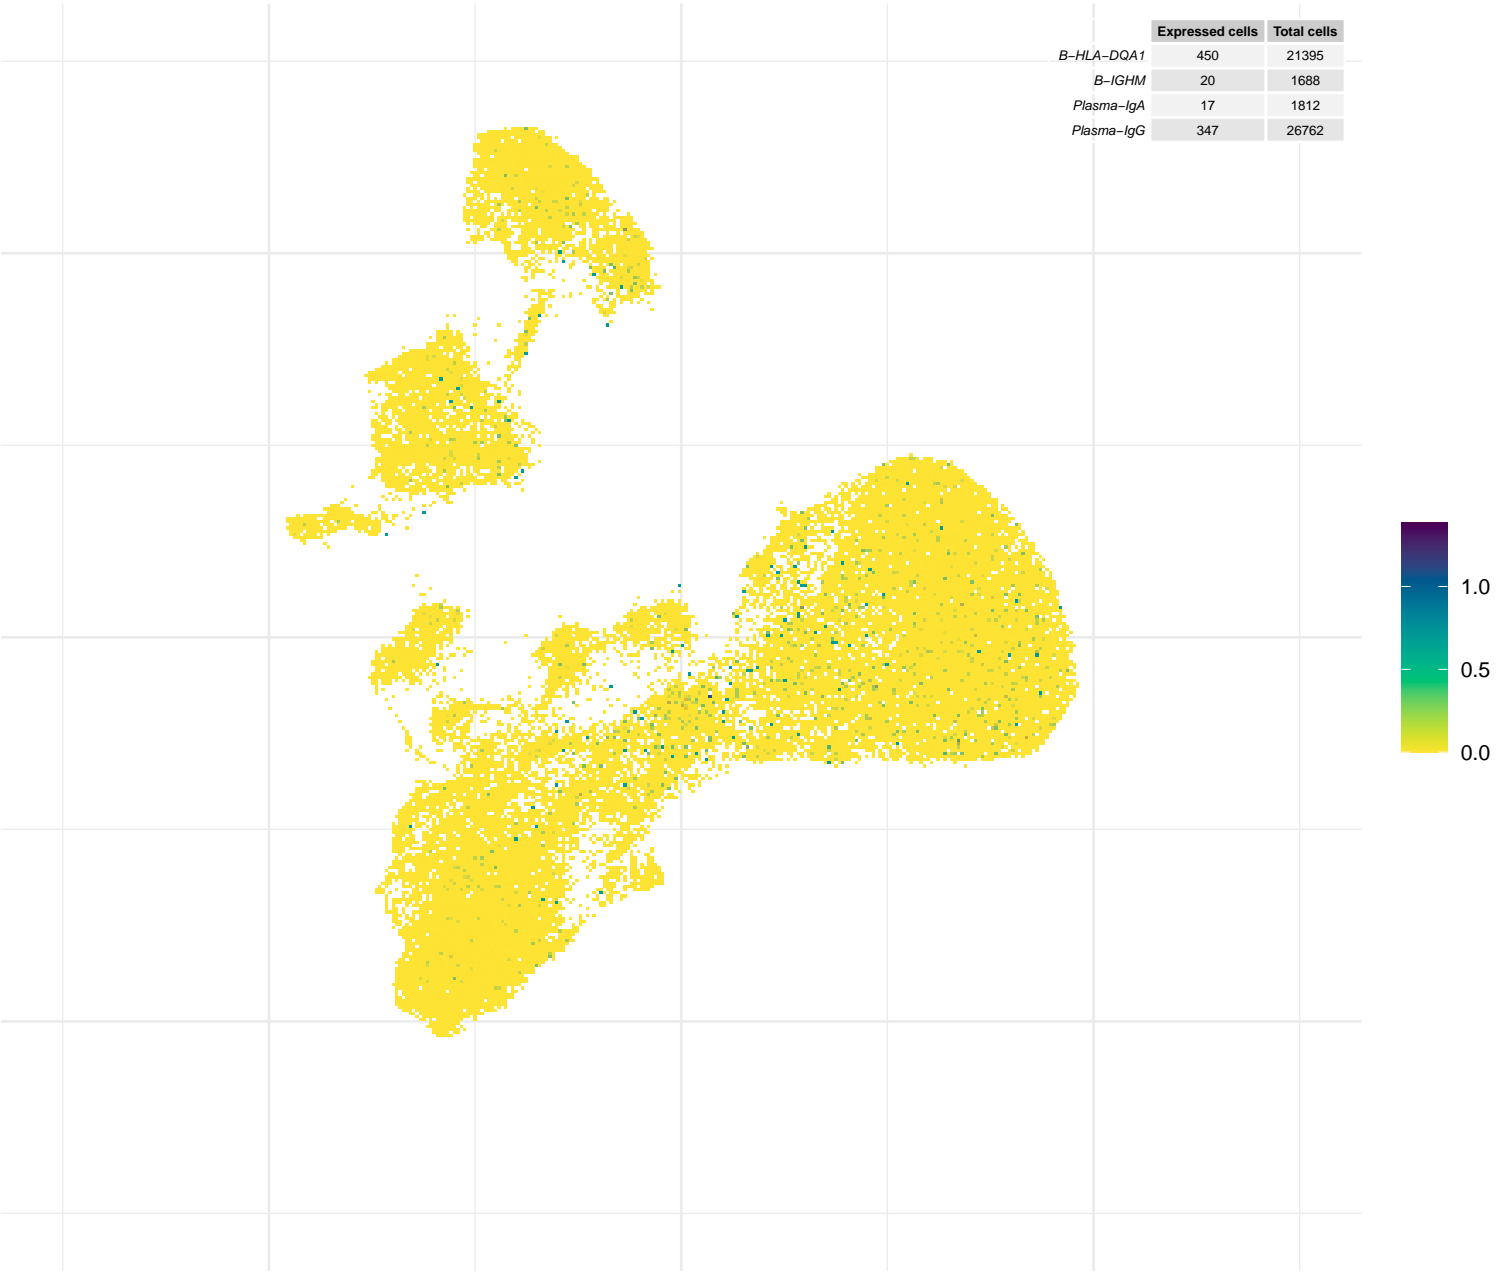 Expressed cells Total cells
B−HLA−DQA1 450 21395
B−IGHM 20 1688
Plasma−IgA 17 1812
Plasma−IgG 347 26762
1.0
0.5
0.0